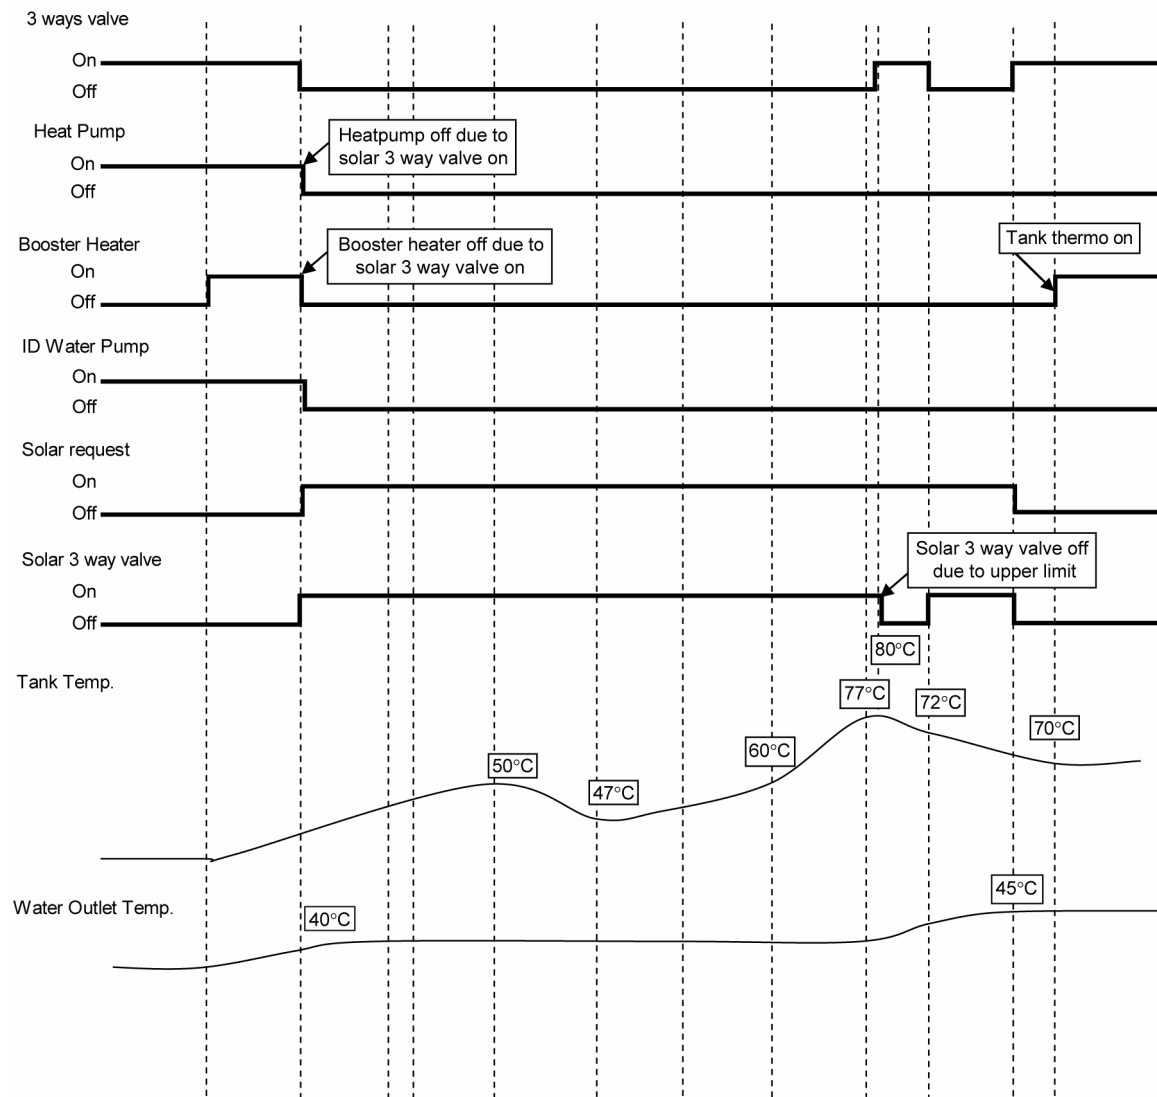 3 ways valve
On
Off
Heat Pump
On
Off
Heatpump off due to
solar 3 way valve on
Booster Heater
On
Off
Booster heater off due to
solar 3 way valve on
Tank thermo on
ID Water Pump
On
Off
Solar request
On
Off
Solar 3 way valve
On
Off
Solar 3 way valve off
due to upper limit
80°C
Tank Temp.
77°C
72°C
70°C
60°C
50°C
47°C
45°C
Water Outlet Temp.
40°C